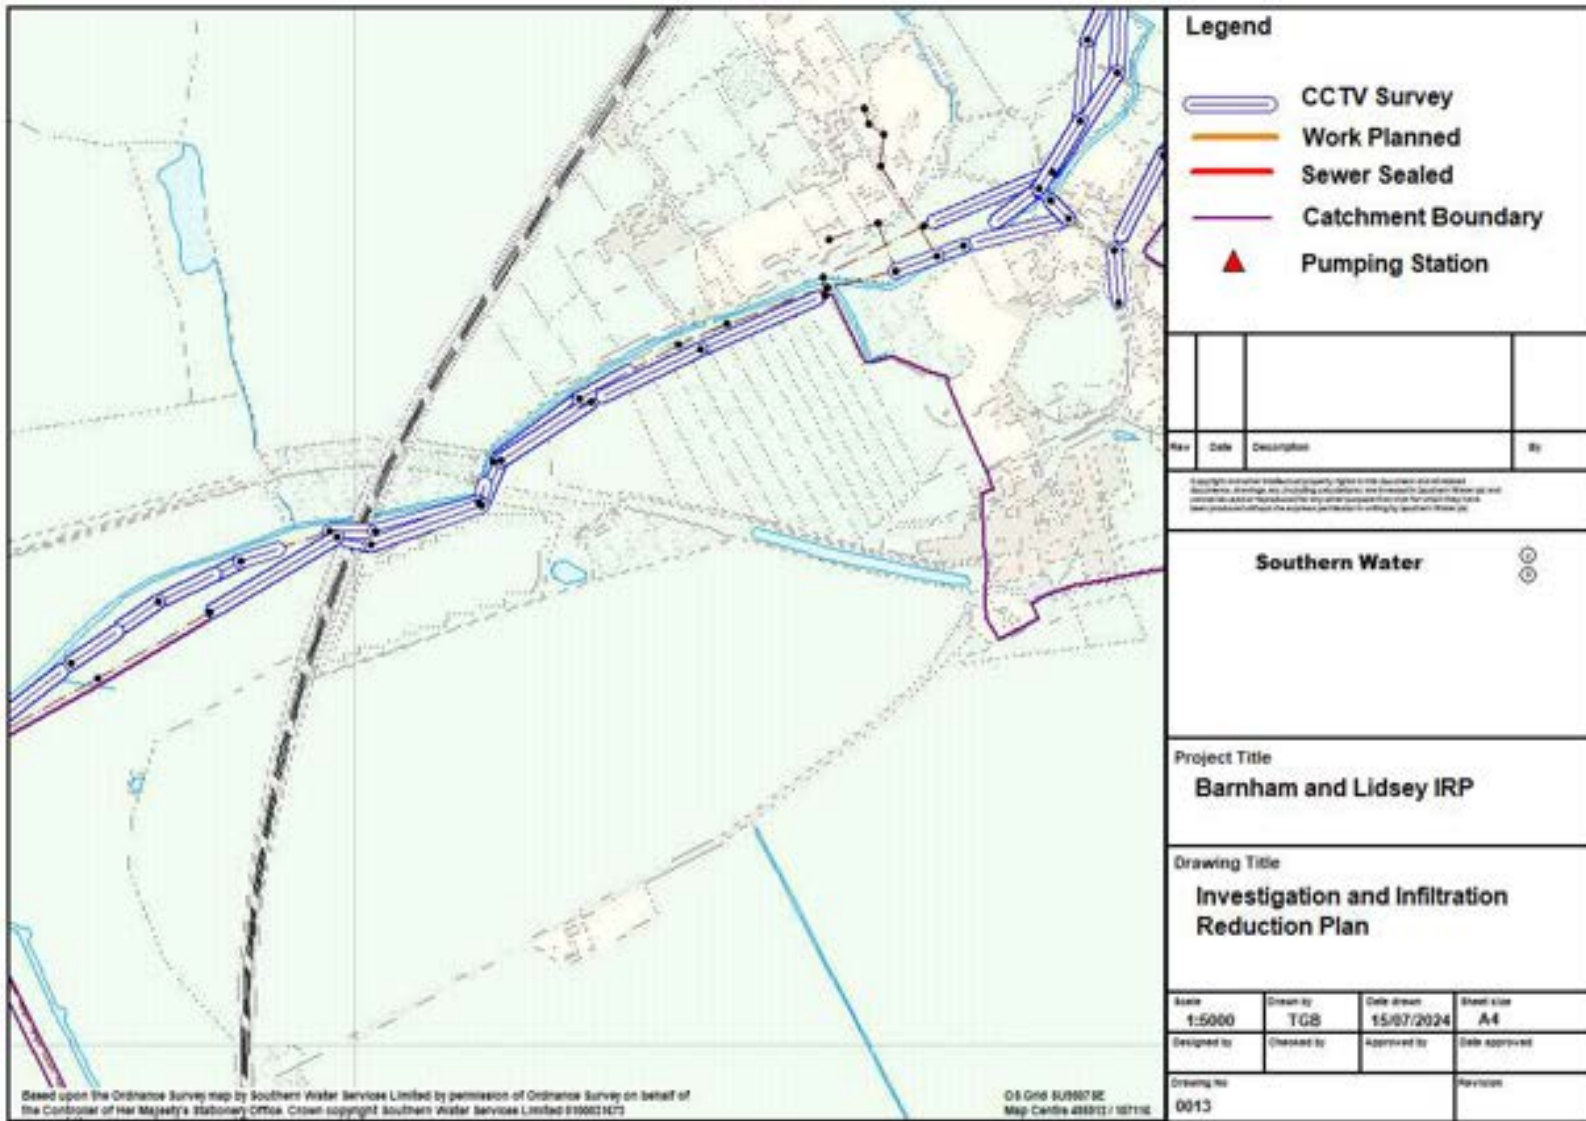 Legend
CCTV Survey
Work Planned
Sewer Sealed
Catchment Boundary
Pumping Station
Rev Date Description By
Southern Water
Project Title
Barnham and Lidsey IRP
Drawing Title
Investigation and Infiltration
Reduction Plan
Scale Drawn by Date drawn Sheet size
1:5000 TGB 15/07/2024 A4
Designed by Checked by Approved by Date approved
Drawing No Revision
0013
Based upon the Ordnance Survey map by Southern Water Services Limited by permission of Ordnance Survey on behalf of
the Controller of Her Majesty's Stationery Office. Crown copyright Southern Water Services Limited
OS Grid
Map Centre